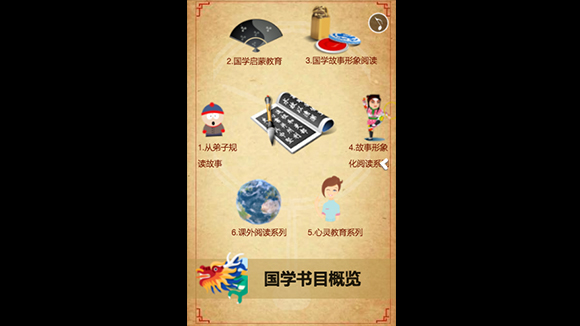 2.国学启蒙教育
3.国学故事形象阅读
1.从弟子规
读故事
4.故事形象
化阅读系列
6.课外阅读系列
5.心灵教育系列
国学书目概览